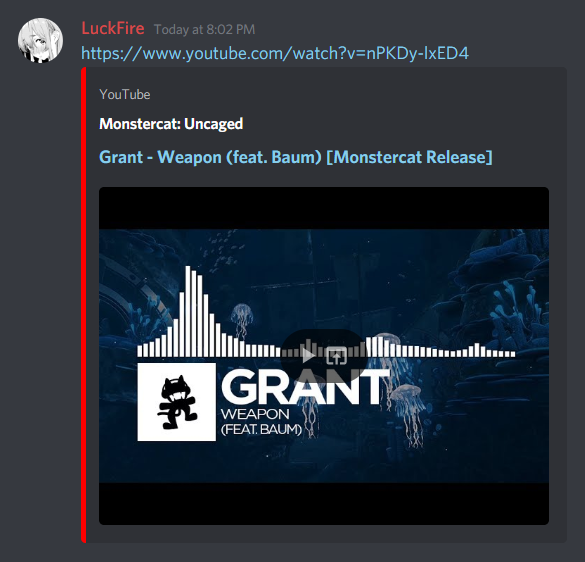 LuckFire Today at 8:02 PM
https://www.youtube.com/watch?v=nPKDy-lxED4
YouTube
Monstercat: Uncaged
Grant - Weapon (feat. Baum) [Monstercat Release]
GRANT
WEAPON
(FEAT. BAUM)